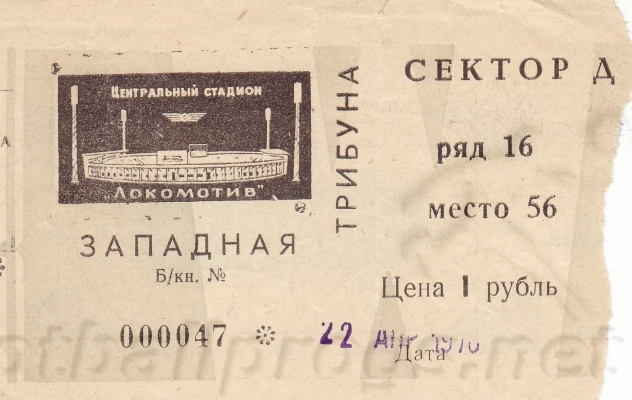 ЦЕНТРАЛЬНЫЙ СТАДИОН
„ЛОКОМОТИВ"
ЗАПАДНАЯ
Б/кн. №
000047
ТРИБУНА
СЕКТОР Д
ряд 16
место 56
Цена 1 рубль
22 АПР 1970
Дата